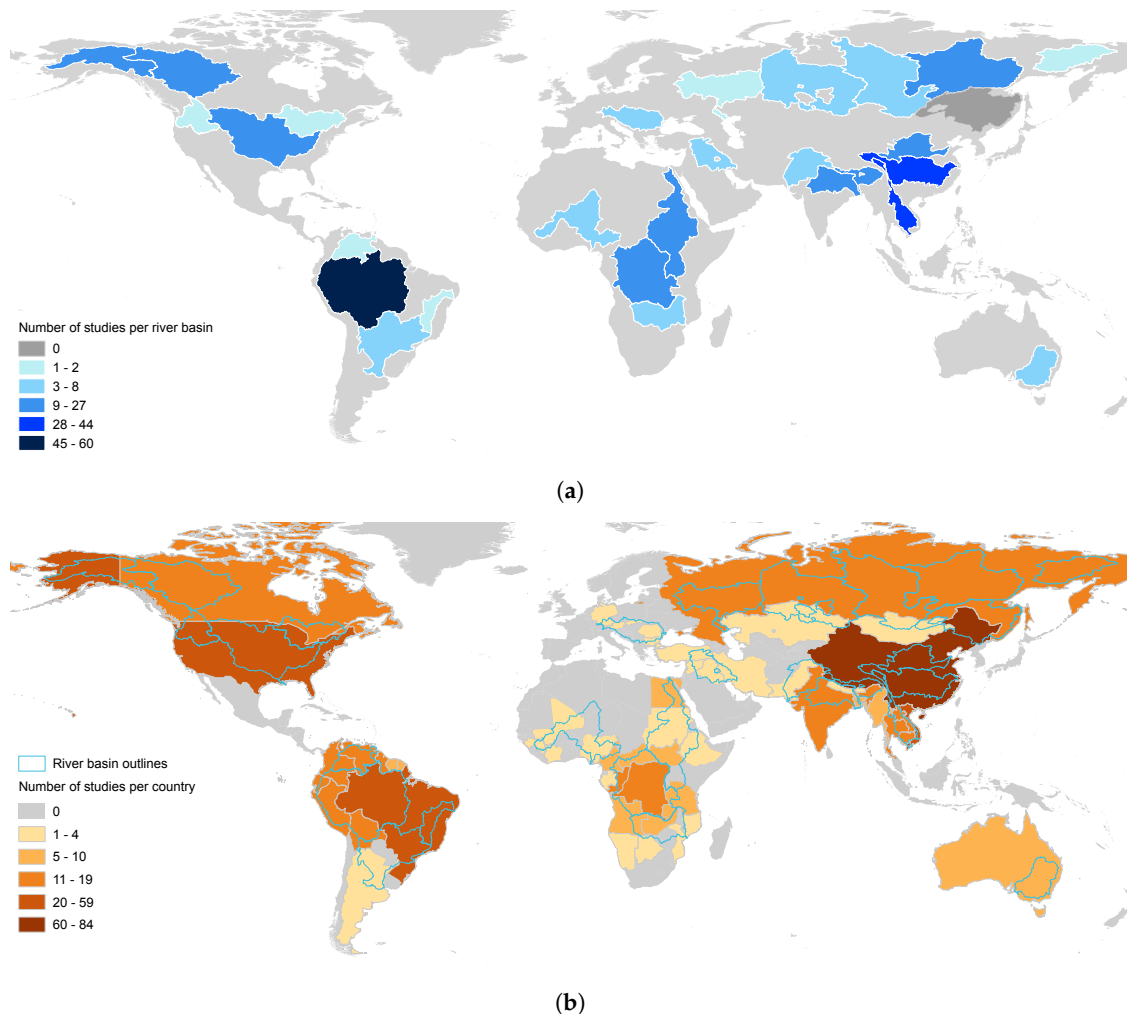 Number of studies per river basin
0
1 - 2
3 - 8
9 - 27
28 - 44
45 - 60
(a)
River basin outlines
Number of studies per country
0
1 - 4
5 - 10
11 - 19
20 - 59
60 - 84
(b)